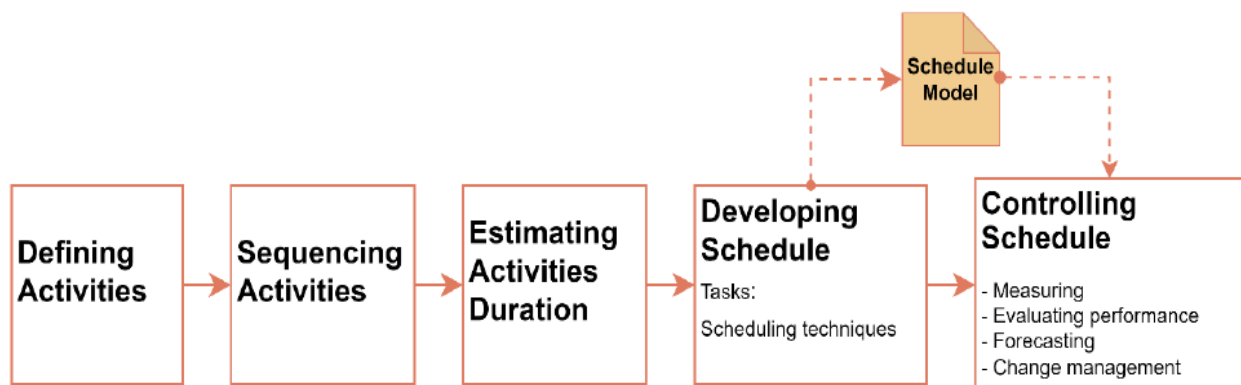 Schedule
Model
Defining
Activities
Sequencing
Activities
Estimating
Activities
Duration
Developing
Schedule
Tasks:
Scheduling techniques
Controlling
Schedule
- Measuring
- Evaluating performance
- Forecasting
- Change management